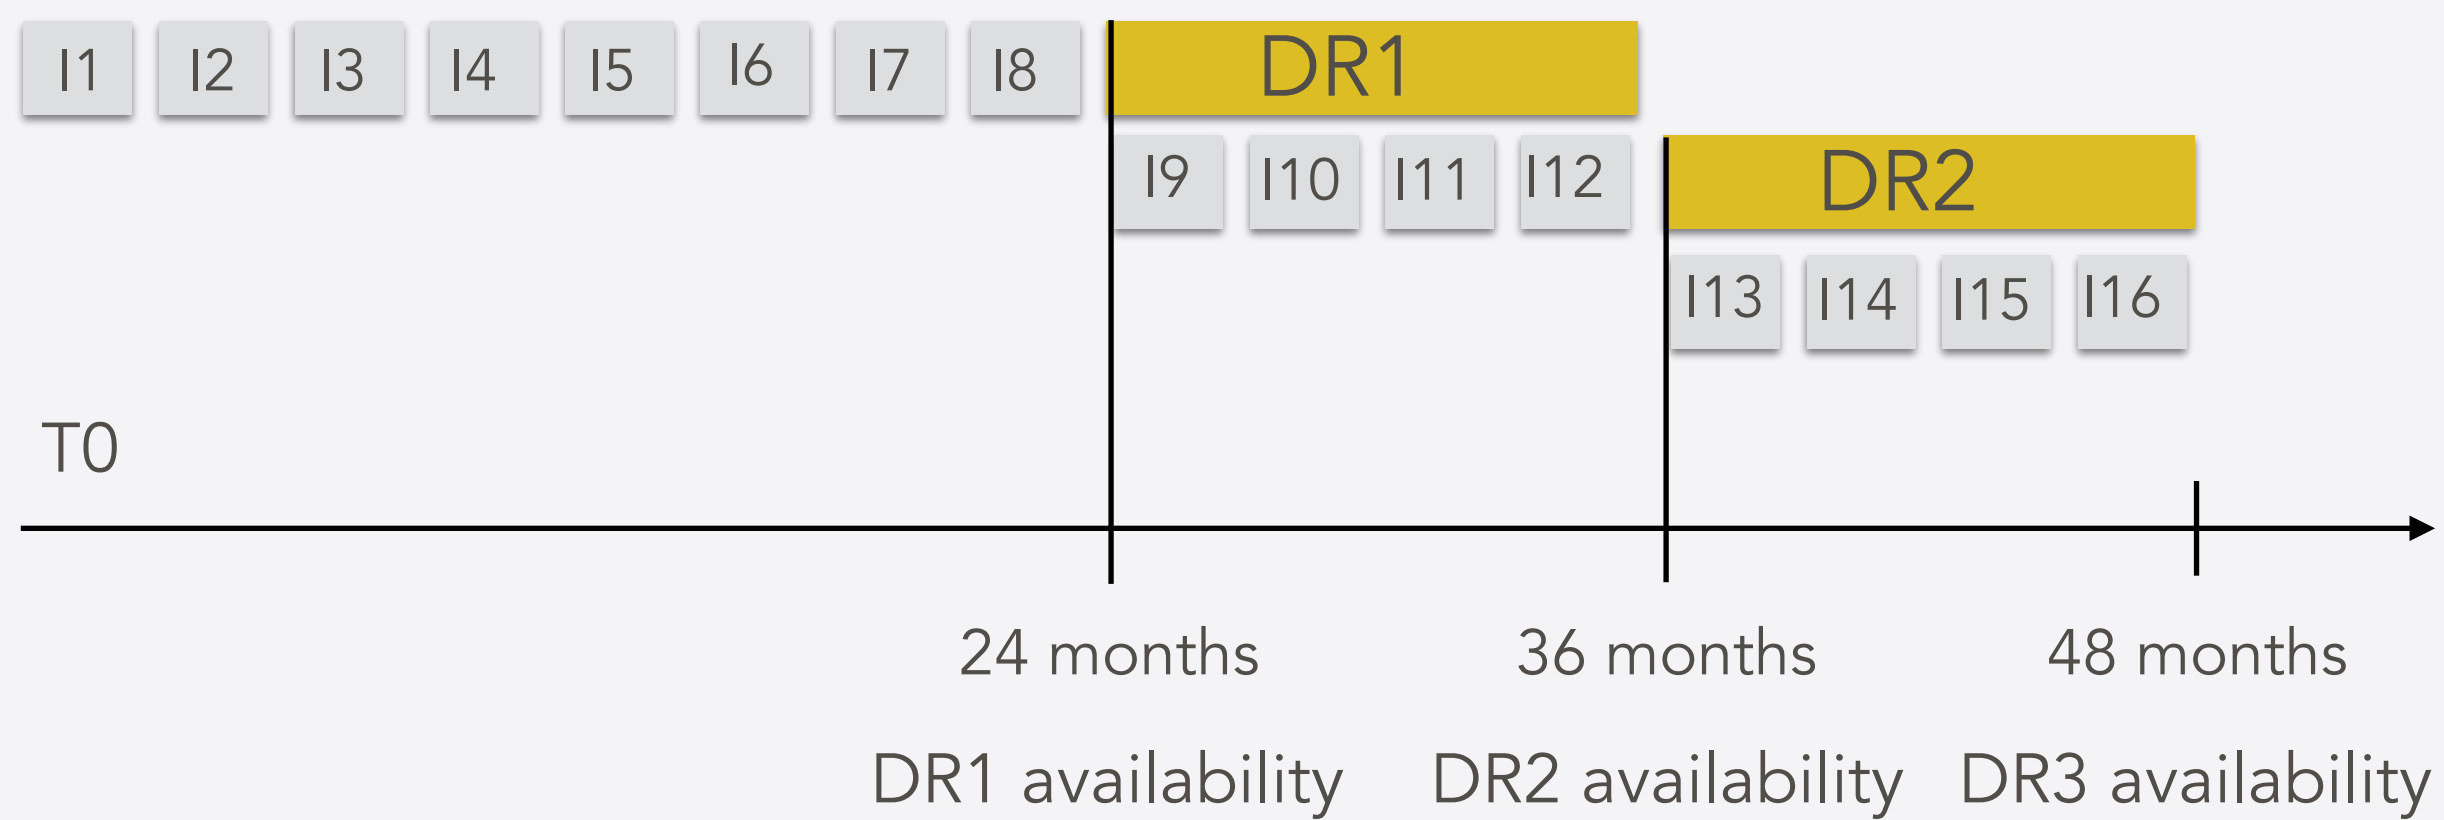 I1 I2 I3 I4 I5 I6 I7 I8 DR1
I9 I10 I11 I12 DR2
I13 I14 I15 I16
T0
24 months 36 months 48 months
DR1 availability DR2 availability DR3 availability